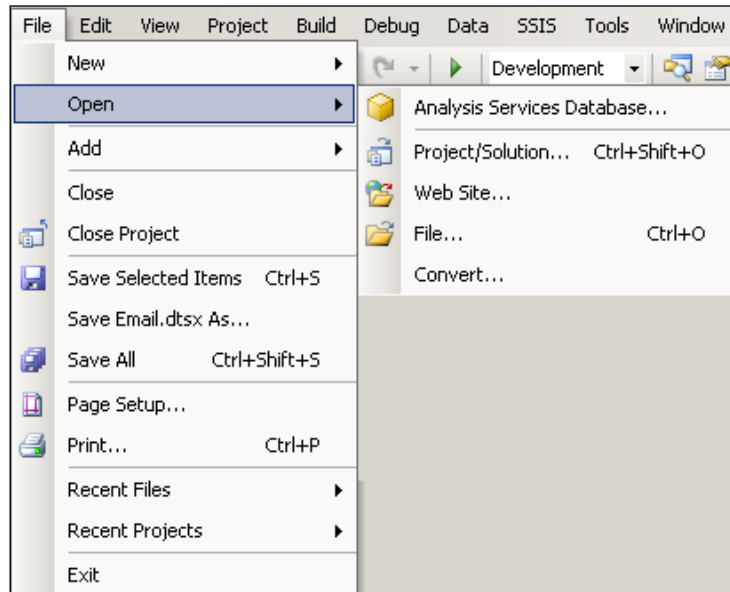 File Edit View Project Build Debug Data SSIS Tools Window
New
Development
Open
Analysis Services Database...
Add
Project/Solution... Ctrl+Shift+O
Close
Web Site...
Close Project
File... Ctrl+O
Save Selected Items Ctrl+S
Convert...
Save Email.dtsx As...
Save All Ctrl+Shift+S
Page Setup...
Print... Ctrl+P
Recent Files
Recent Projects
Exit